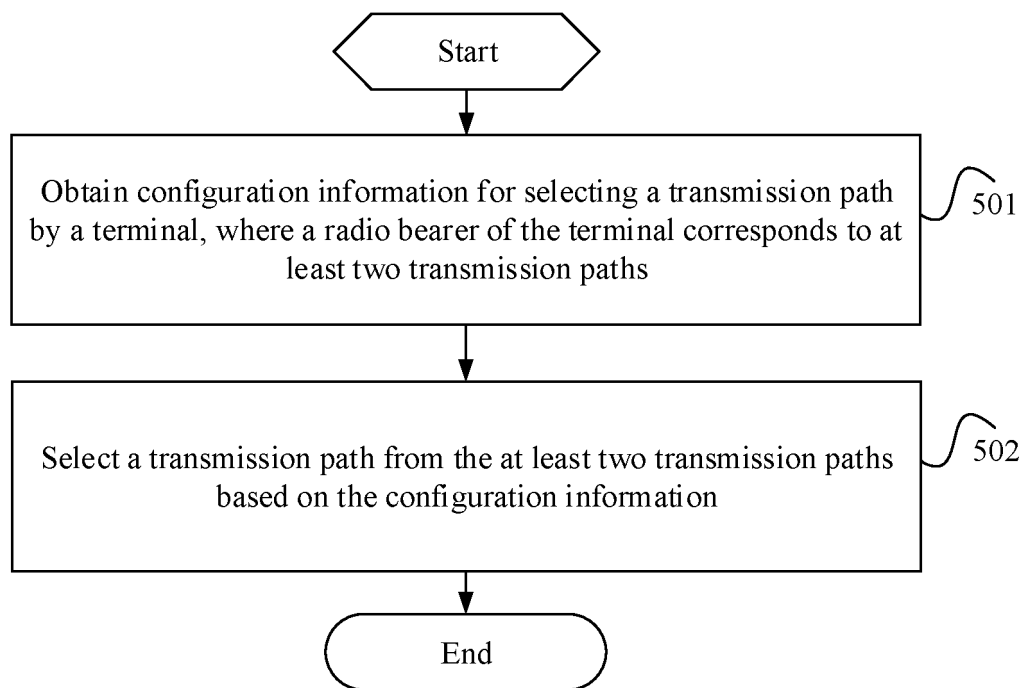 Start
Obtain configuration information for selecting a transmission path
by a terminal, where a radio bearer of the terminal corresponds to at
least two transmission paths
501
Select a transmission path from the at least two transmission paths
based on the configuration information
502
End